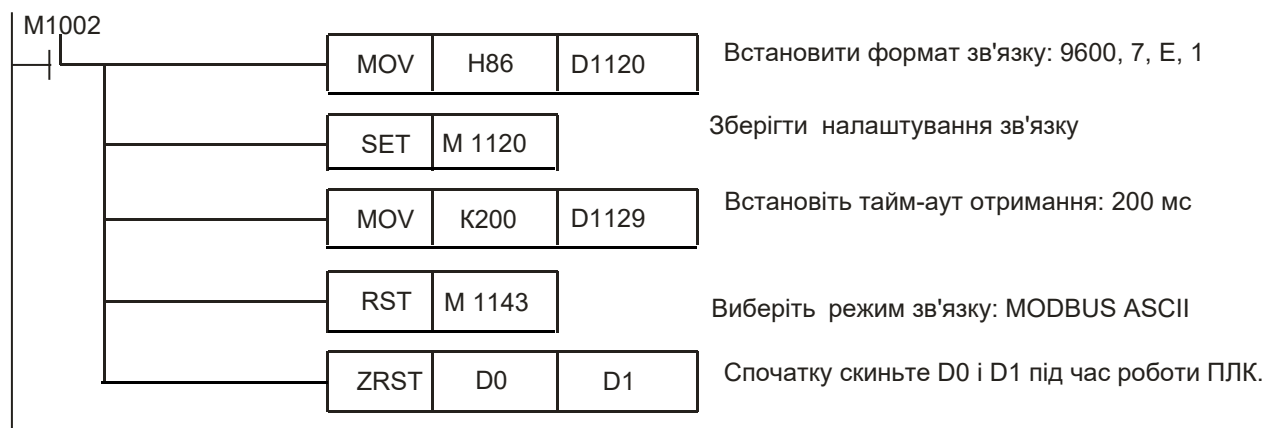 M1002
MOV H86 D1120 Встановити формат зв'язку: 9600, 7, E, 1
SET M 1120 Зберігти налаштування зв'язку
MOV К200 D1129 Встановіть тайм-аут отримання: 200 мс
RST M 1143 Виберіть режим зв'язку: MODBUS ASCII
ZRST D0 D1 Спочатку скиньте D0 і D1 під час роботи ПЛК.